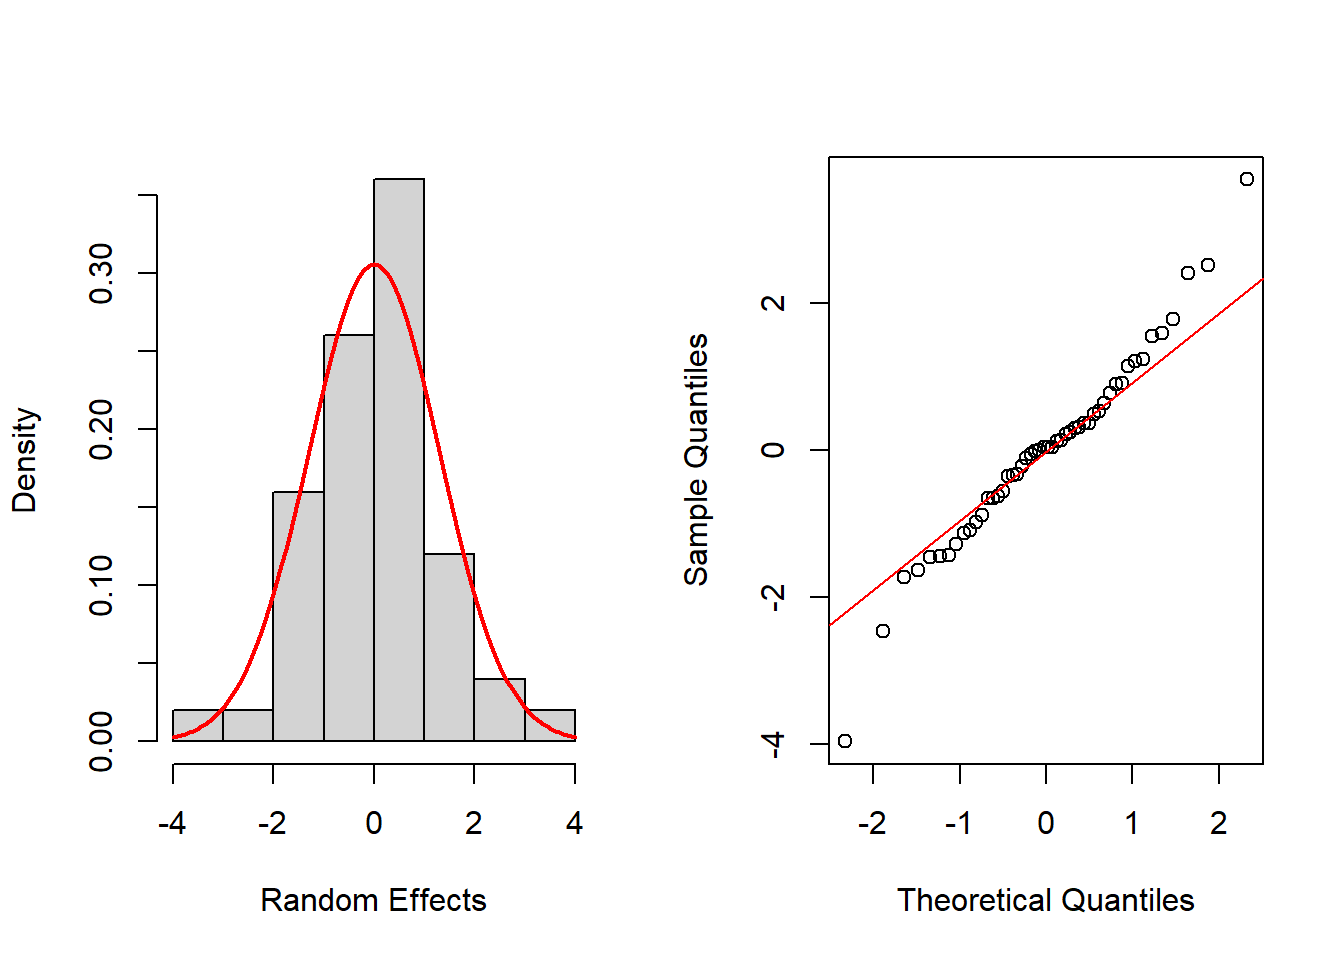 Density
0.30
0.20
0.10
0.00
-4 -2 0 2 4
Random Effects
Sample Quantiles
2
0
-2
-4
-2 -1 0 1 2
Theoretical Quantiles